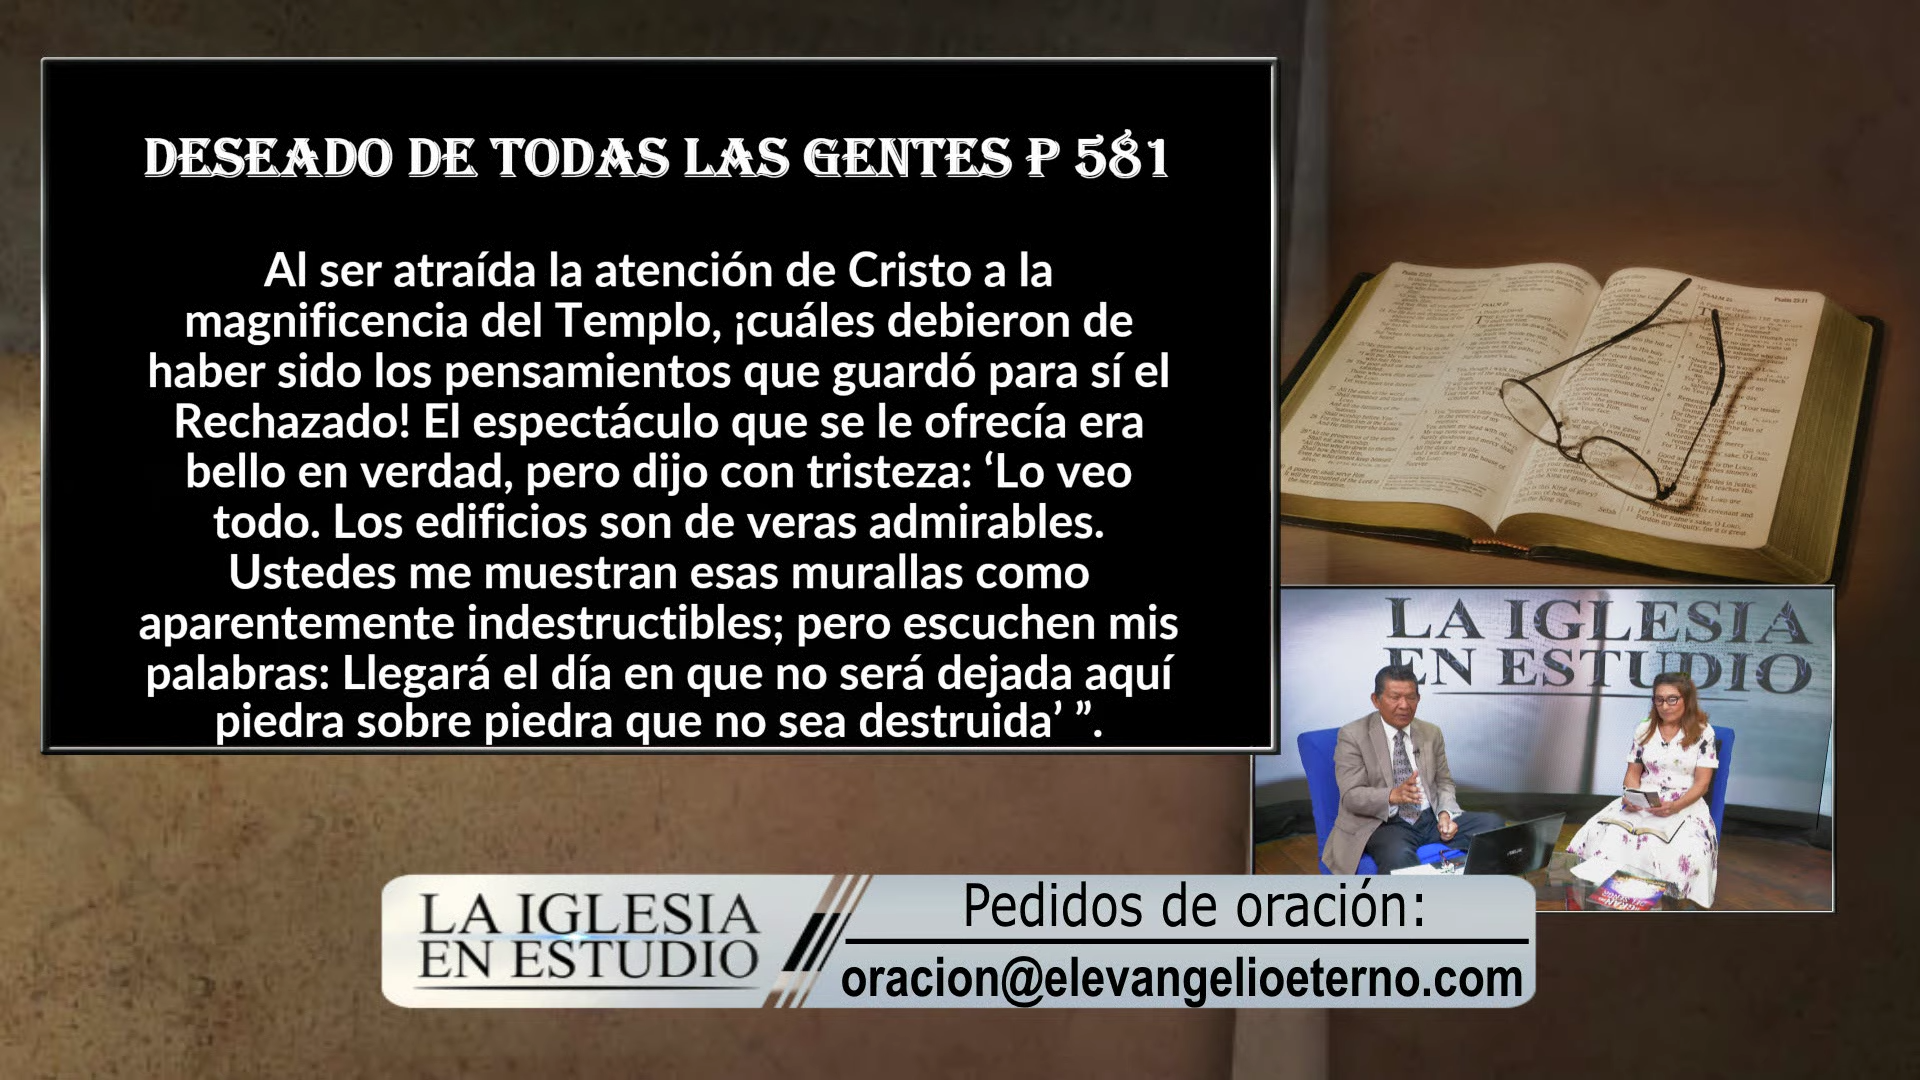 DESEADO DE TODAS LAS GENTES P 581
Al ser atraída la atención de Cristo a la
magnificencia del Templo, ¡cuáles debieron de
haber sido los pensamientos que guardó para sí el
Rechazado! El espectáculo que se le ofrecía era
bello en verdad, pero dijo con tristeza: ‘Lo veo
todo. Los edificios son de veras admirables.
Ustedes me muestran esas murallas como
aparentemente indestructibles; pero escuchen mis
palabras: Llegará el día en que no será dejada aquí
piedra sobre piedra que no sea destruida’ ”.
LA IGLESIA
EN ESTUDIO
LA IGLESIA
EN ESTUDIO
Pedidos de oración:
oracion@elevangelioeterno.com